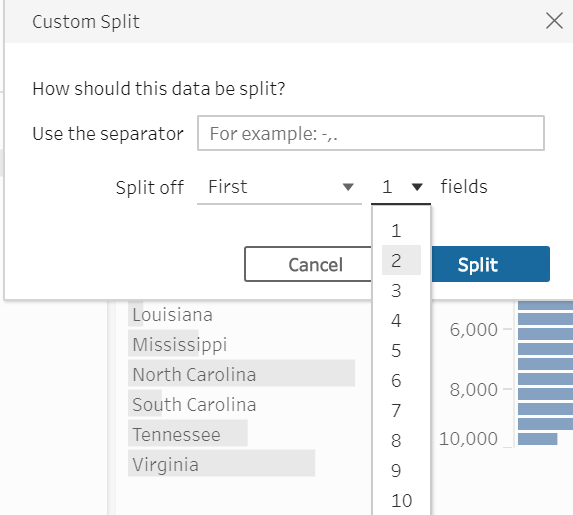 Custom Split
How should this data be split?
Use the separator For example: -,.
Split off First 1 fields
1
2
3
4
5
6
7
8
9
10
Cancel Split
Louisiana
Mississippi
North Carolina
South Carolina
Tennessee
Virginia
6,000
8,000
10,000